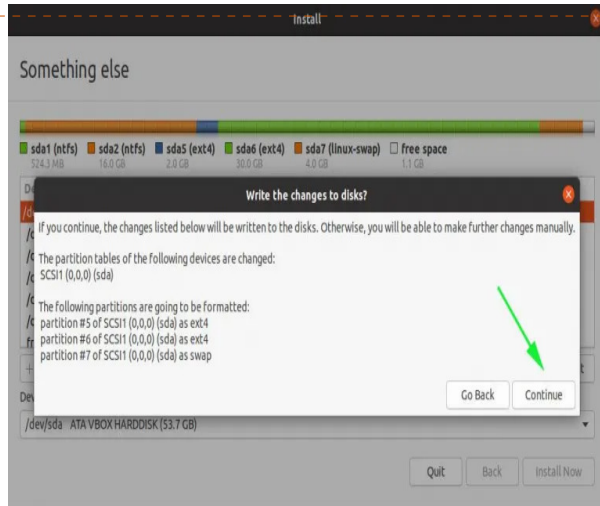 Install
Something else
sda1 (ntfs) sda2 (ntfs) sda5 (ext4) sda6 (ext4) sda7 (linux-swap) free space
524.3 MB 16.0 GB 2.0 GB 30.0 GB 4.0 GB 1.1 GB
Write the changes to disks?
If you continue, the changes listed below will be written to the disks. Otherwise, you will be able to make further changes manually.
The partition tables of the following devices are changed:
SCSI1 (0,0,0) (sda)
The following partitions are going to be formatted:
partition #5 of SCSI1 (0,0,0) (sda) as ext4
partition #6 of SCSI1 (0,0,0) (sda) as ext4
partition #7 of SCSI1 (0,0,0) (sda) as swap
Go Back Continue
/dev/sda ATA VBOX HARDDISK (53.7 GB)
Quit Back Install Now